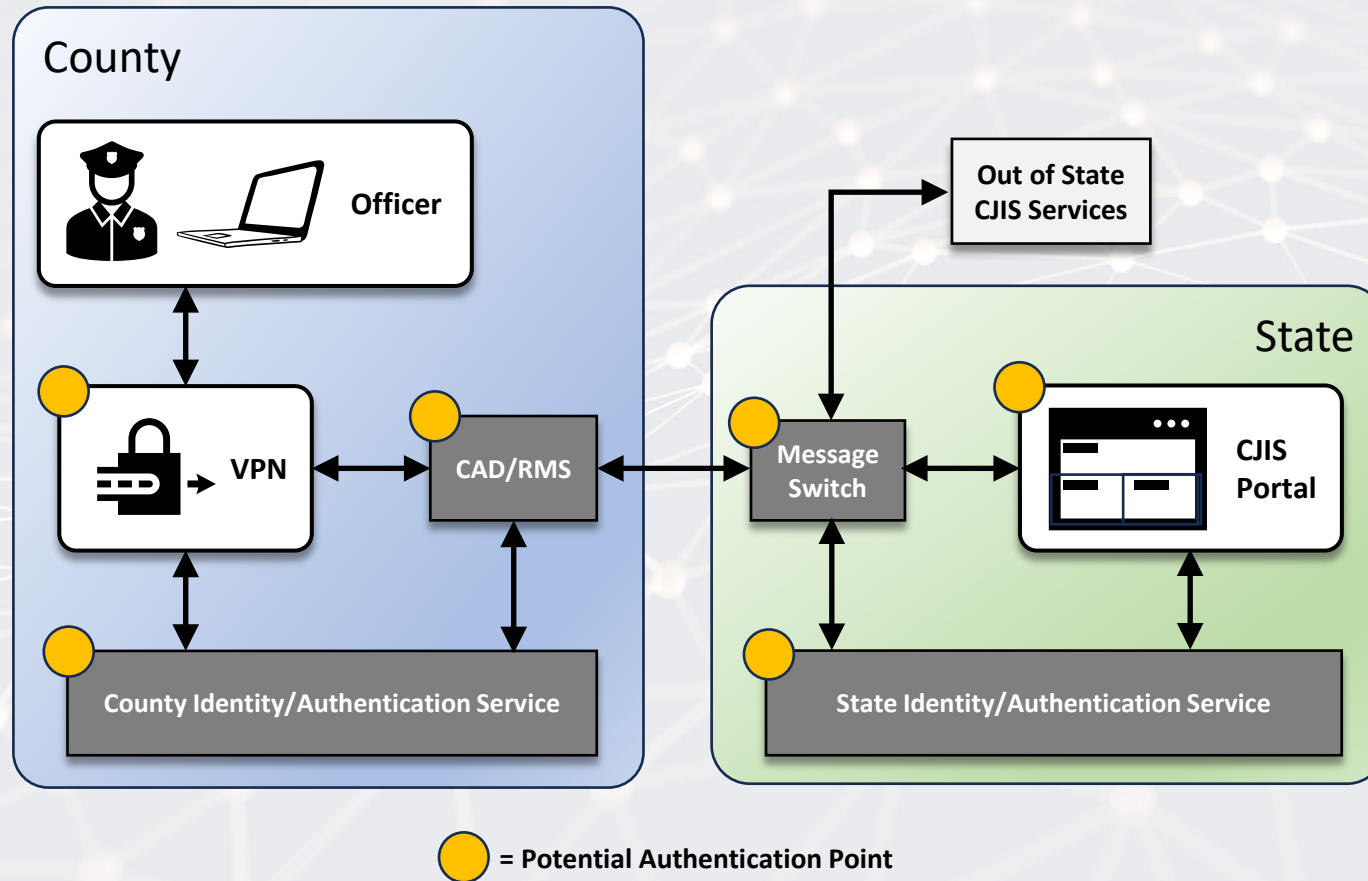 County
Officer
Out of State
CJIS Services
State
VPN
CAD/RMS
Message
Switch
CJIS
Portal
County Identity/Authentication Service
State Identity/Authentication Service
= Potential Authentication Point